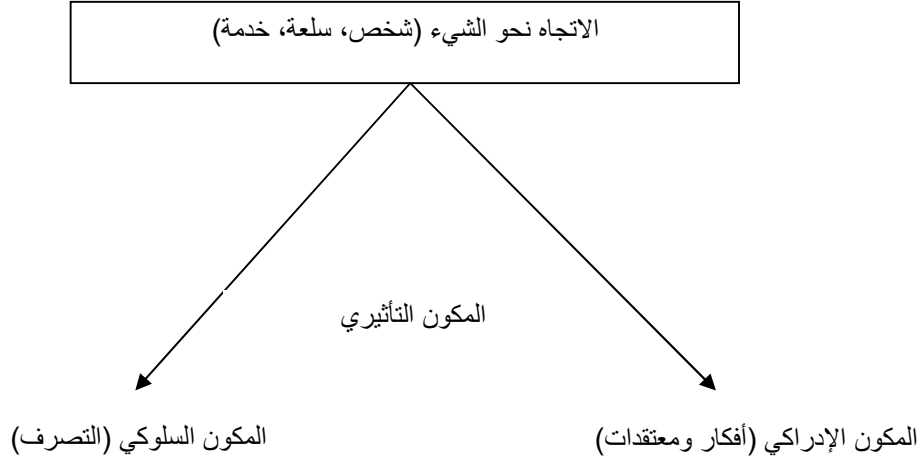 الاتجاه نحو الشيء (شخص، سلعة، خدمة)
المكون التأثيري
المكون الإدراكي (أفكار ومعتقدات)
المكون السلوكي (التصرف)